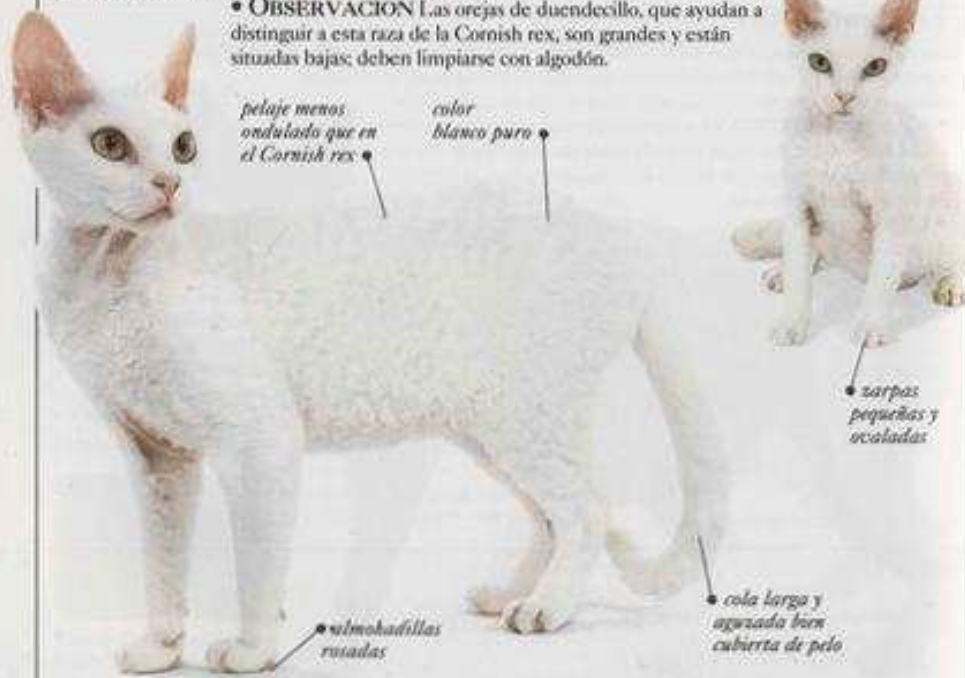 • OBSERVACIÓN Las orejas de duendecillo, que ayudan a
distinguir a esta raza de la Cornish rex, son grandes y están
situadas bajas; deben limpiarse con algodón.
pelaje menos
ondulado que en
el Cornish rex
color
blanco puro
zarpas
pequeñas y
ovaladas
cola larga y
aguzada bien
cubierta de pelo
almohadillas
rosadas